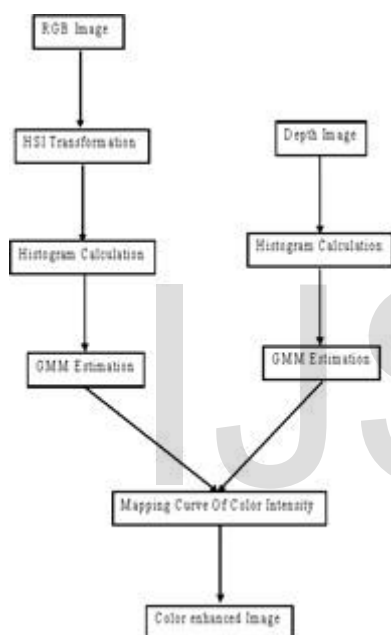 RGB Image
HSI Transformation
Depth Image
Histogram Calculation
Histogram Calculation
GMM Estimation
GMM Estimation
Mapping Curve Of Color Intensity
Color enhanced Image
IJS